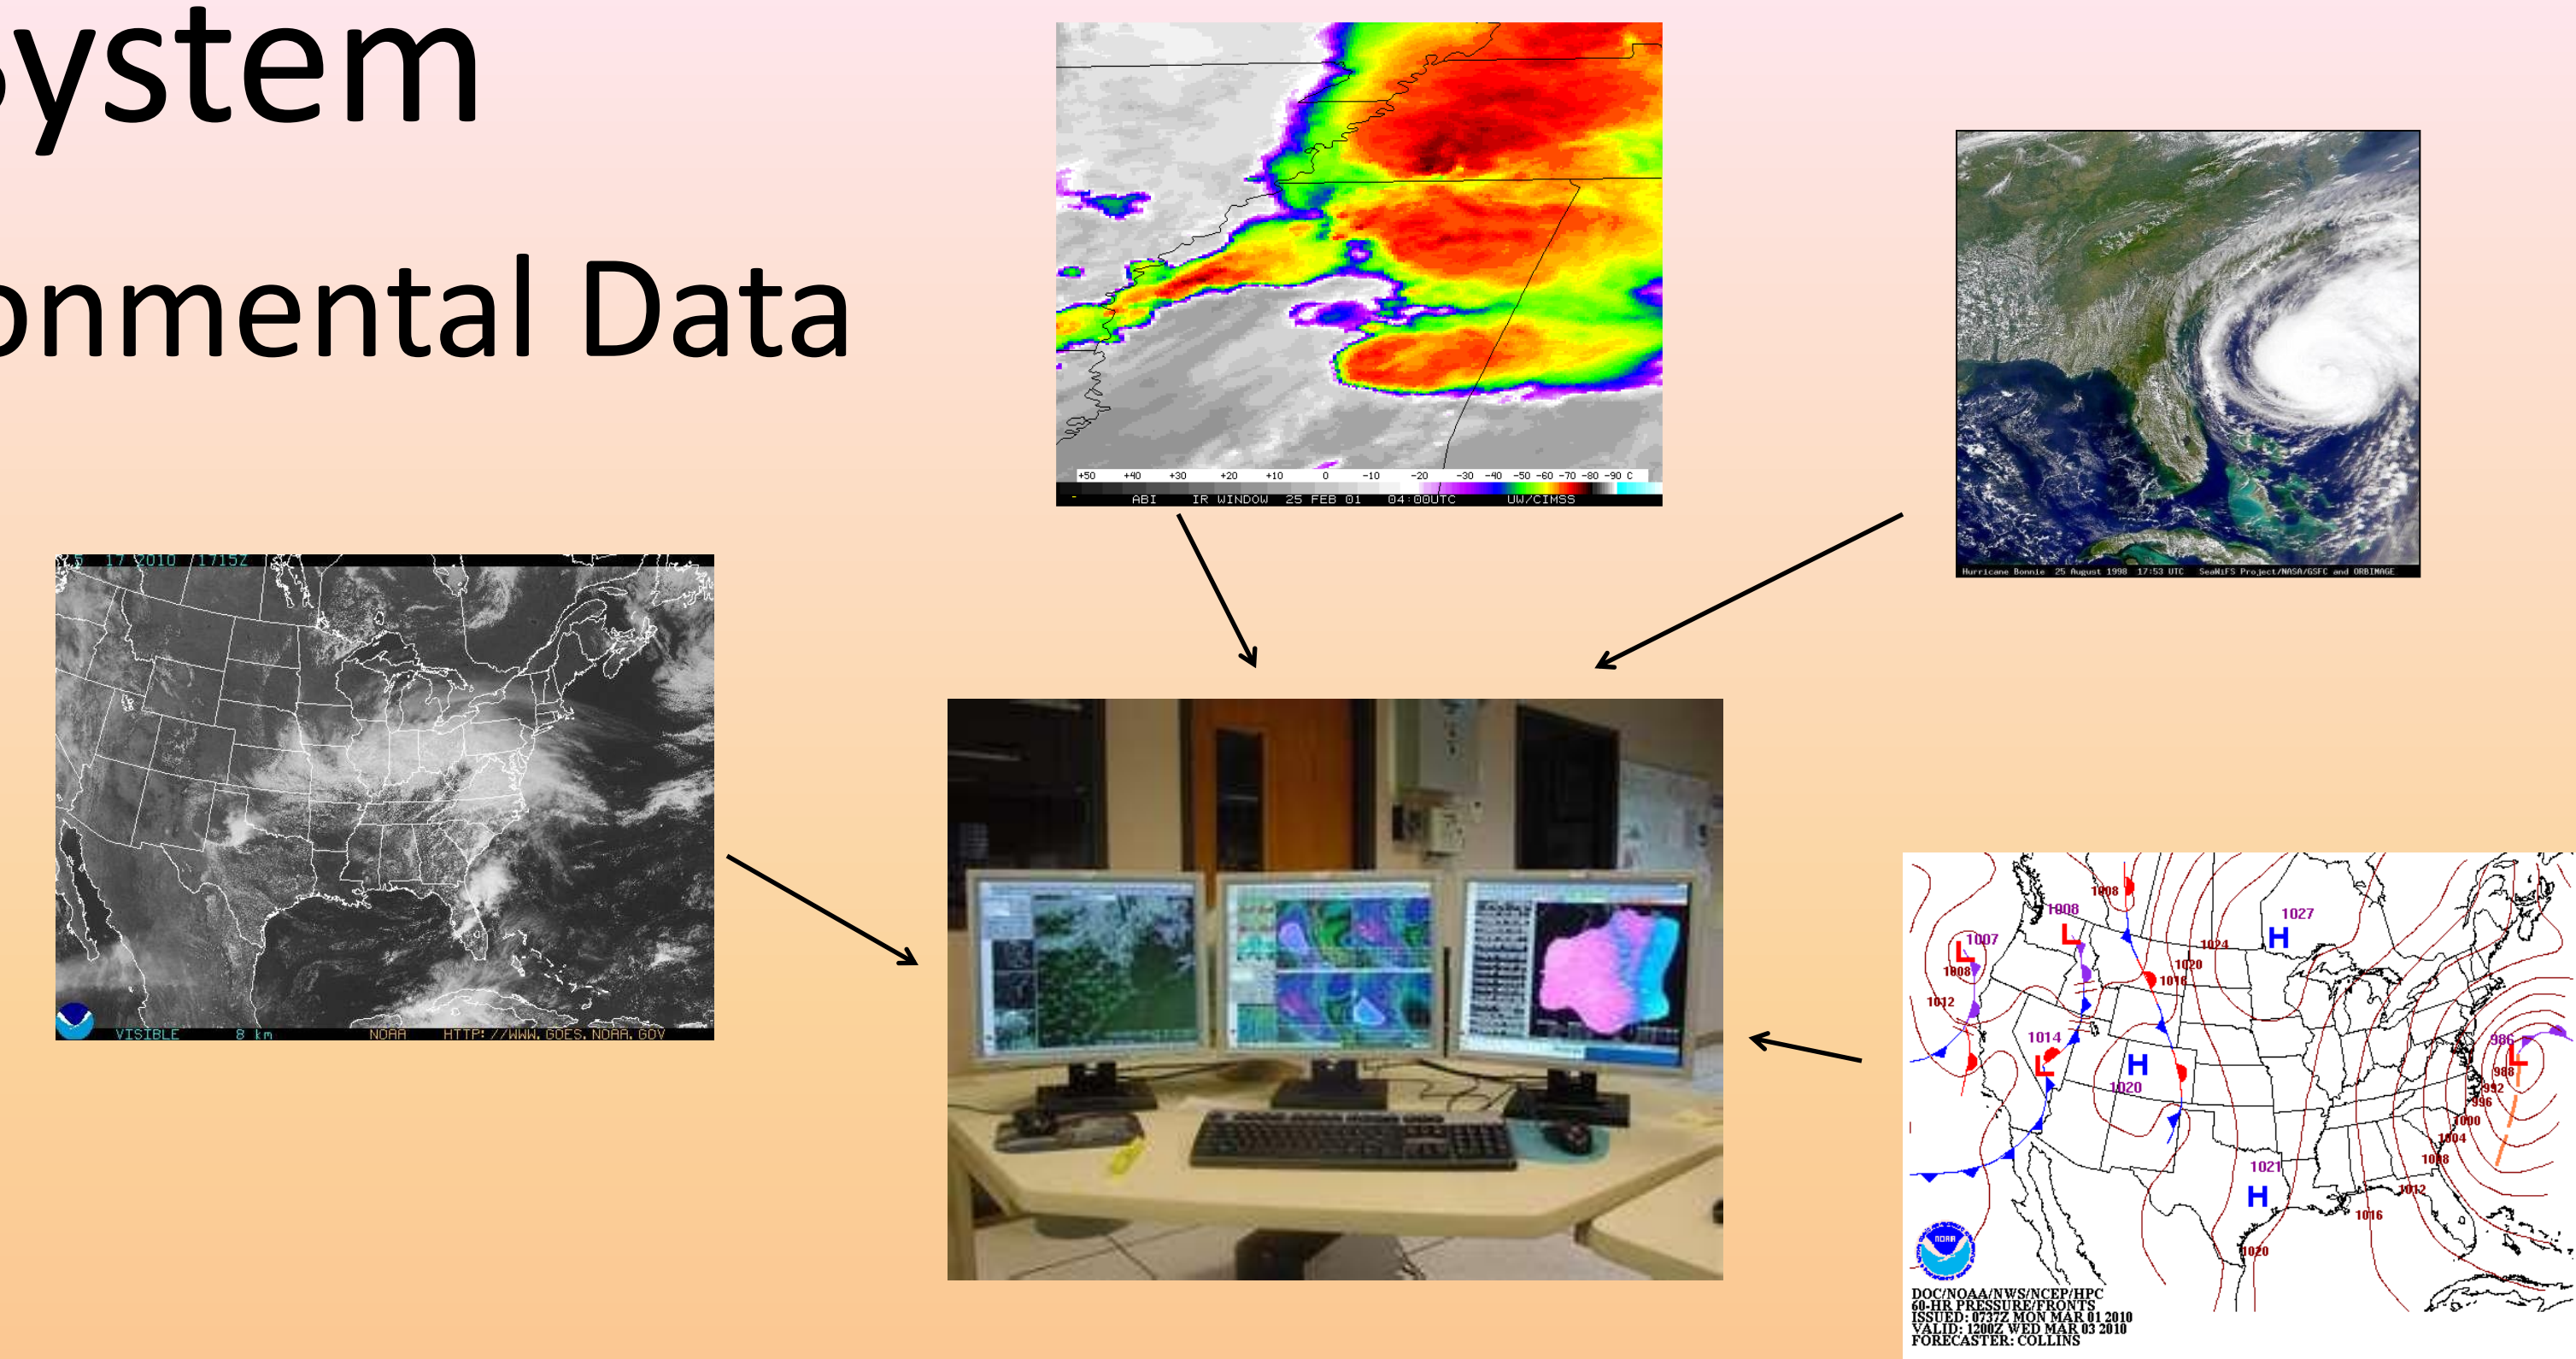 ystem
onmental Data
+50 +40 +30 +20 +10 0 -10 -20 -30 -40 -50 -60 -70 -80 -90 C
ABI IR WINDOW 25 FEB 01 04:00UTC UW/CIMSS
Hurricane Bonnie 25 August 1998 17:53 UTC SeaWiFS Project/NASA/GSFC and ORBIMAGE
17 2010 1715Z
VISIBLE 8 km NOAA HTTP://WWW.GOES.NOAA.GOV
1008
1008
1027
H
1007
L
L
1024
1008
1020
1016
1012
1014
L
H
1020
986
L
988
992
996
1000
1004
1008
1021
H
1012
1016
1020
NOAA
DOC/NOAA/NWS/NCEP/HPC
60-HR PRESSURE/FRONTS
ISSUED: 0737Z MON MAR 01 2010
VALID: 1200Z WED MAR 03 2010
FORECASTER: COLLINS